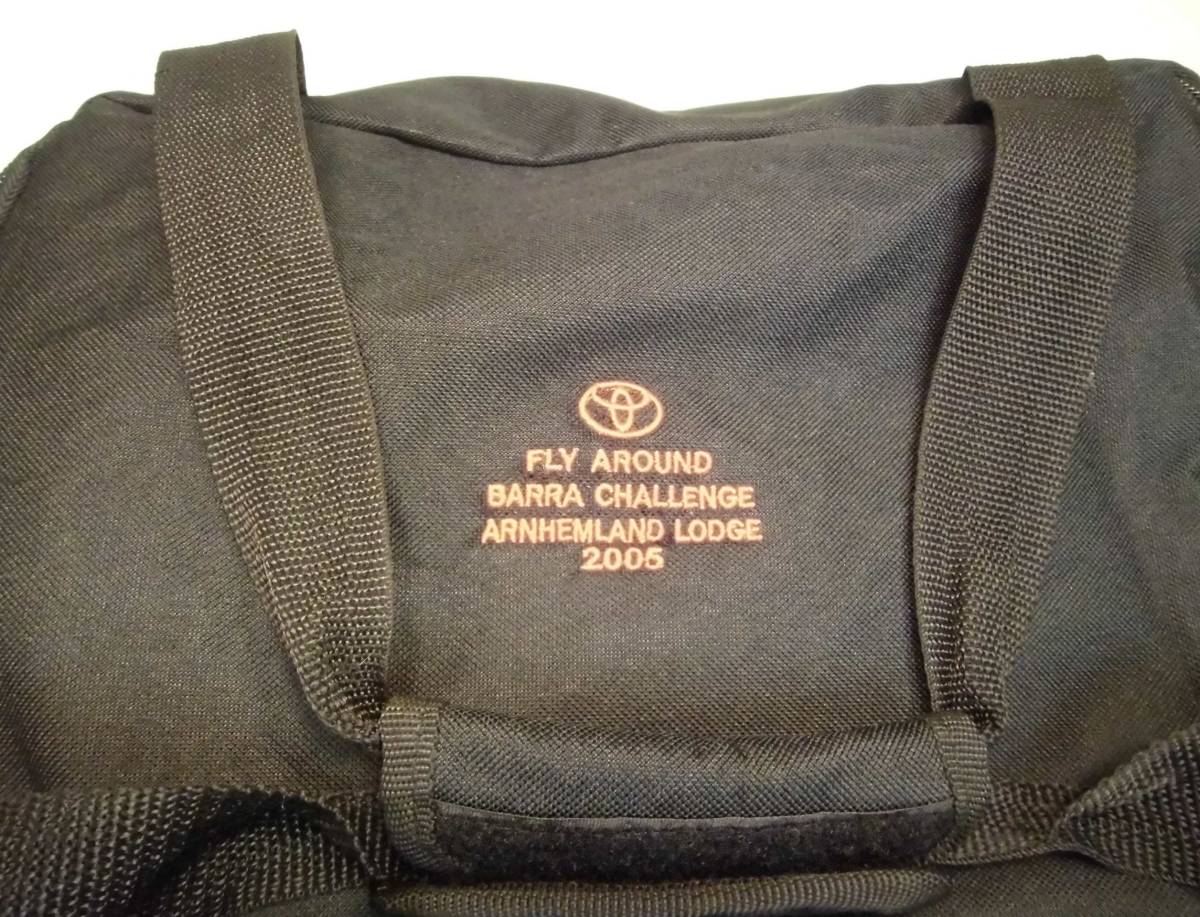 FLY AROUND
BARRA CHALLENGE
ARNHEMLAND LODGE
2005